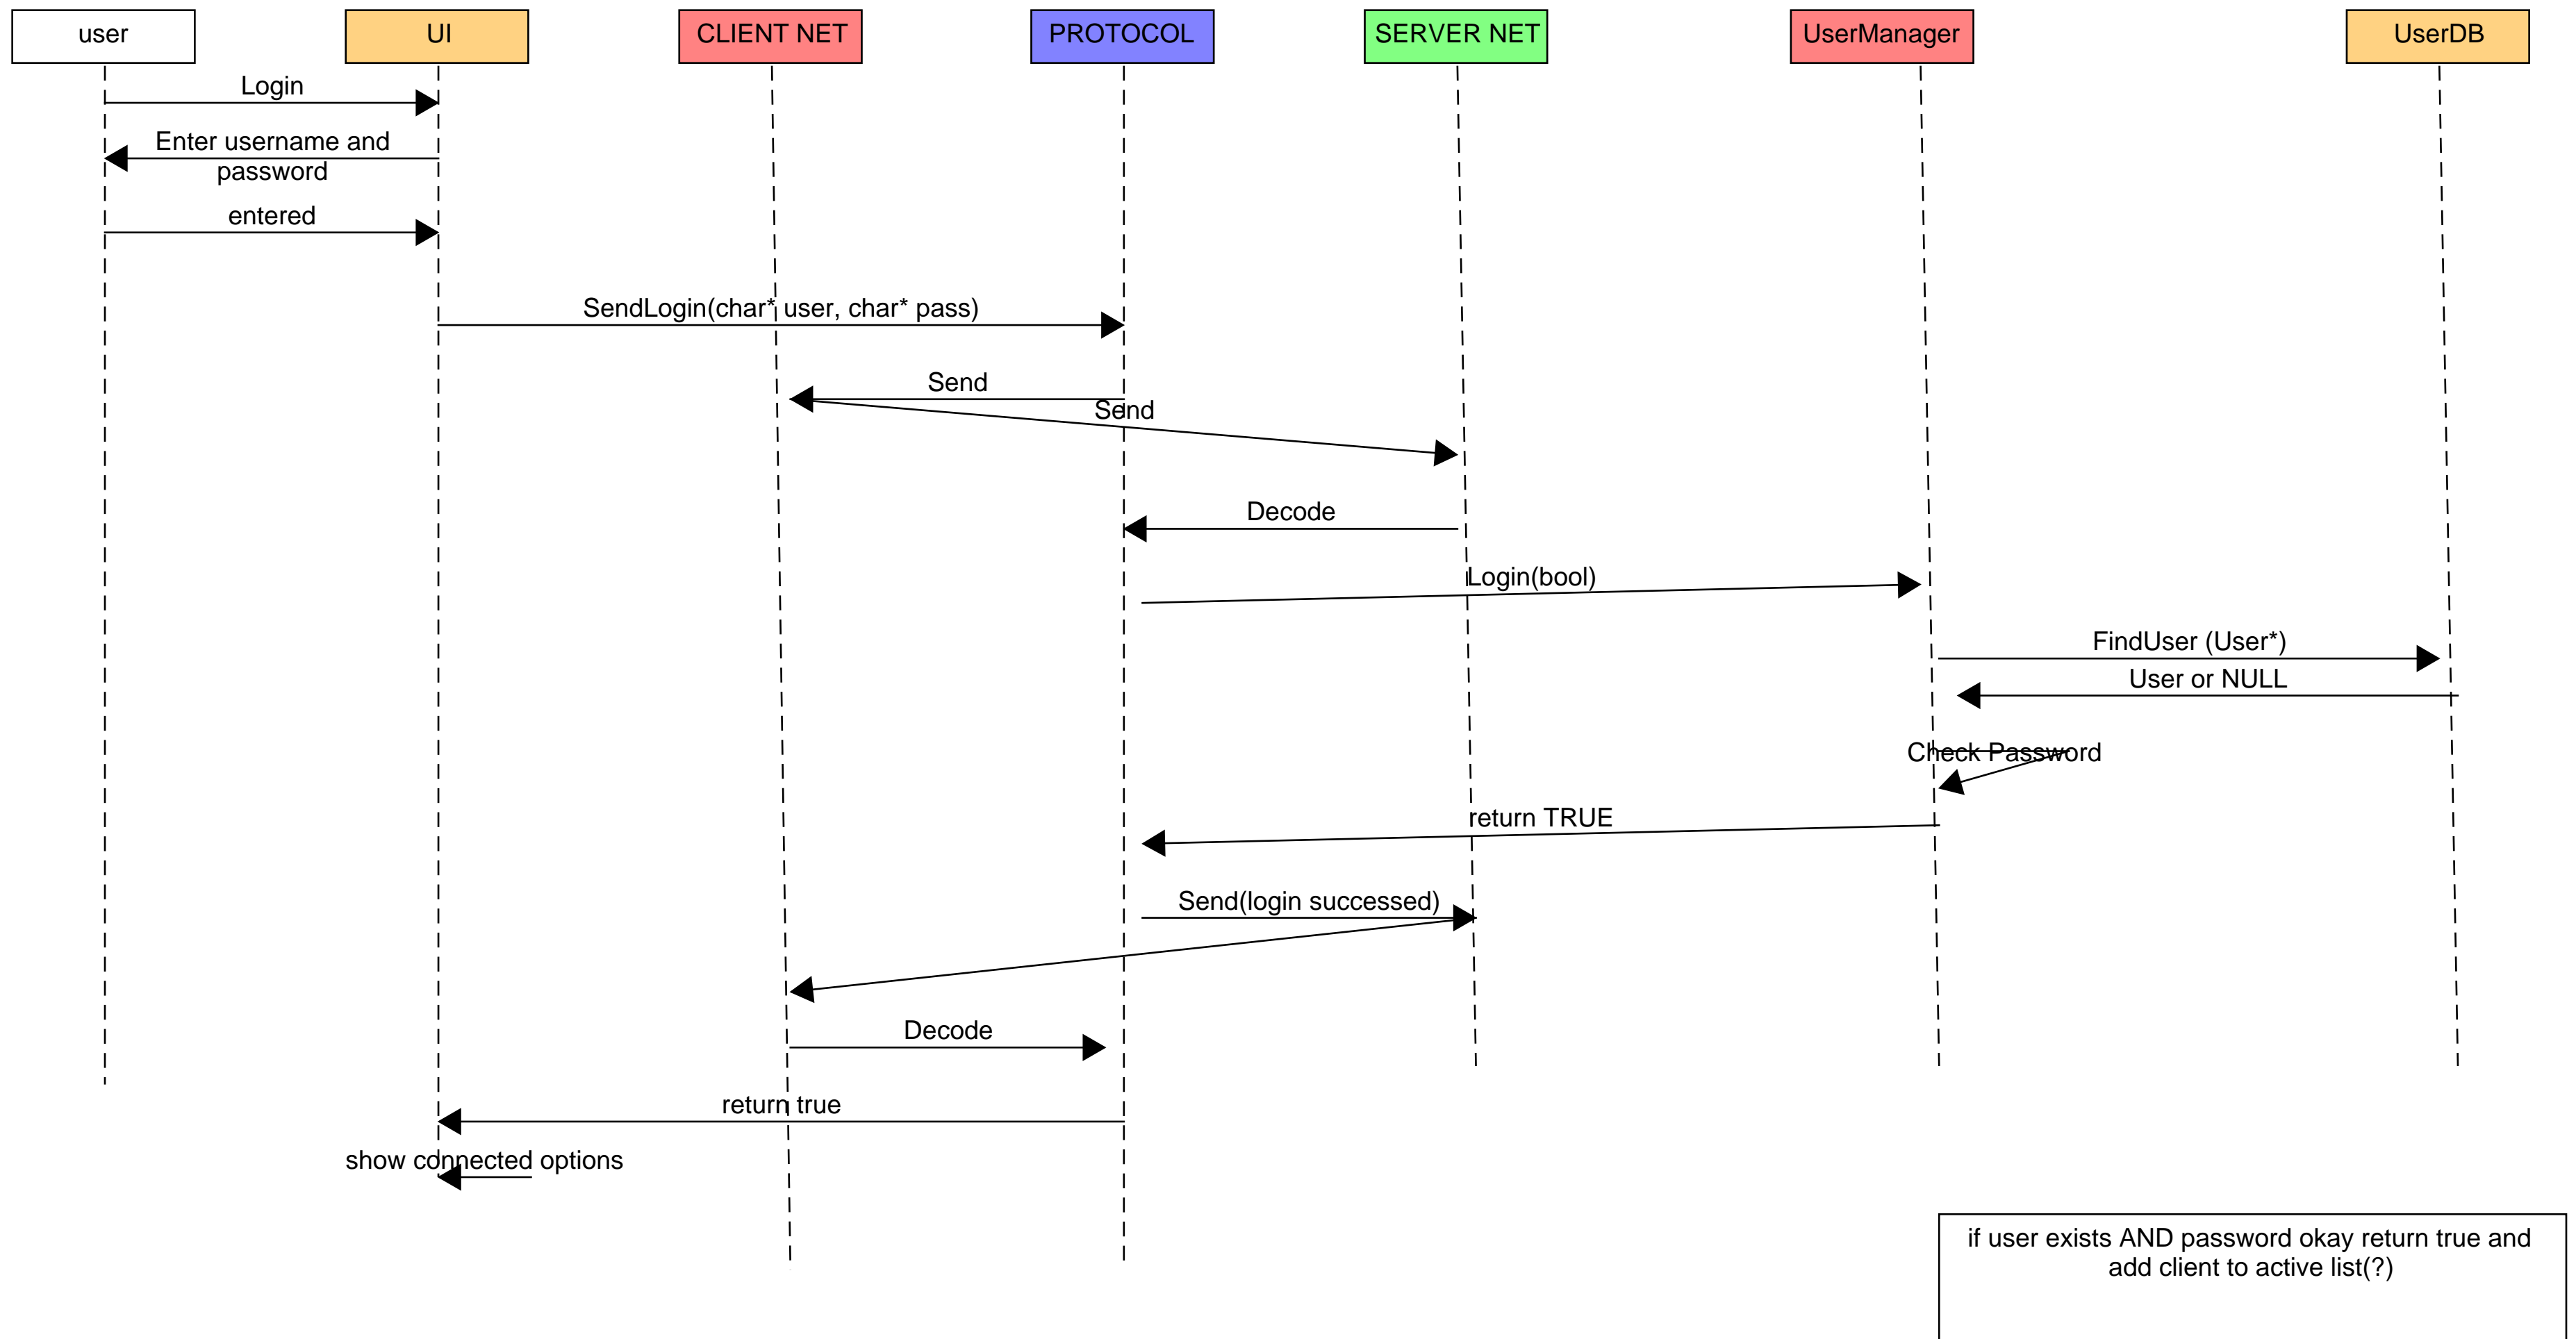 user
UI
CLIENT NET
PROTOCOL
SERVER NET
UserManager
UserDB
Login
Enter username and
password
entered
SendLogin(char* user, char* pass)
Send
Send
Decode
Login(bool)
FindUser (User*)
User or NULL
Check Password
return TRUE
Send(login successed)
Decode
return true
show connected options
if user exists AND password okay return true and
add client to active list(?)